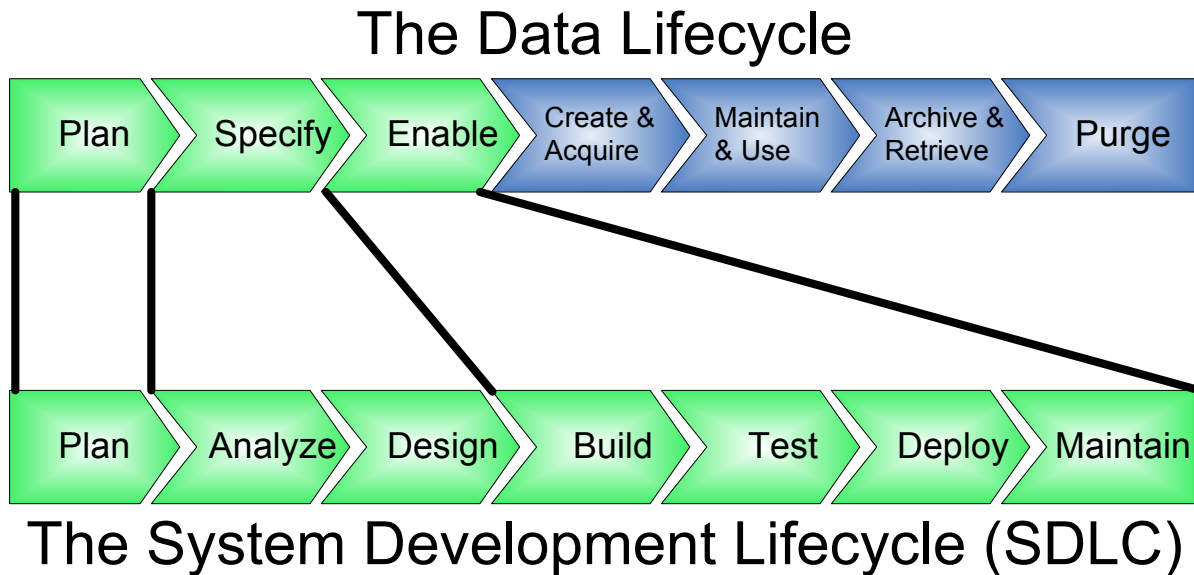 The Data Lifecycle
Plan
Specify
Enable
Create &
Acquire
Maintain
& Use
Archive &
Retrieve
Purge
Plan
Analyze
Design
Build
Test
Deploy
Maintain
The System Development Lifecycle (SDLC)